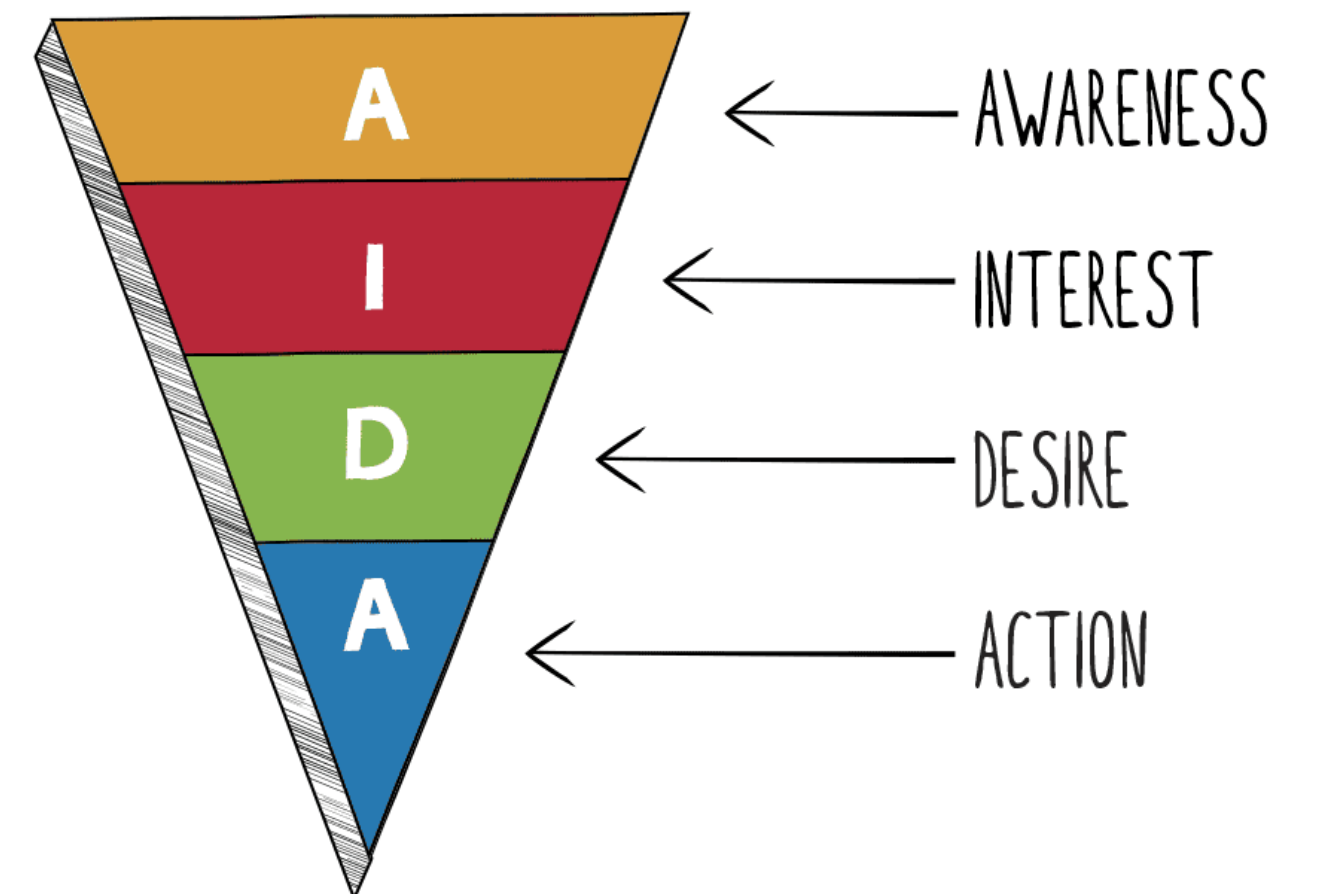 A
AWARENESS
I
INTEREST
D
DESIRE
A
ACTION